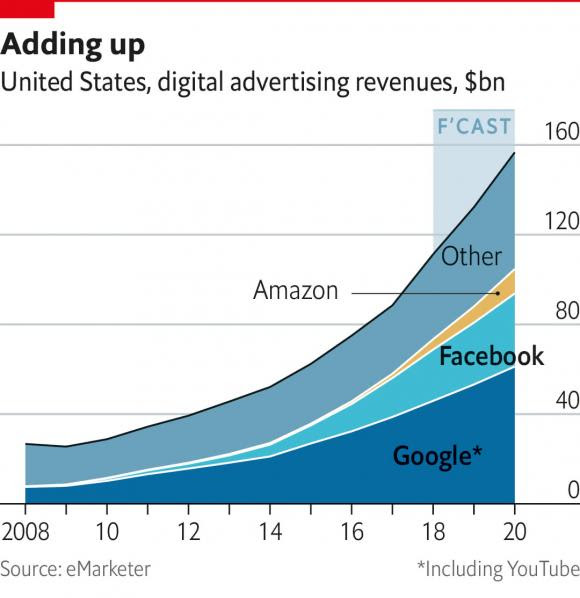 Adding up
United States, digital advertising revenues, $bn
F'CAST
160
120
Other
Amazon
80
Facebook
40
Google*
0
2008 10 12 14 16 18 20
Source: eMarketer *Including YouTube